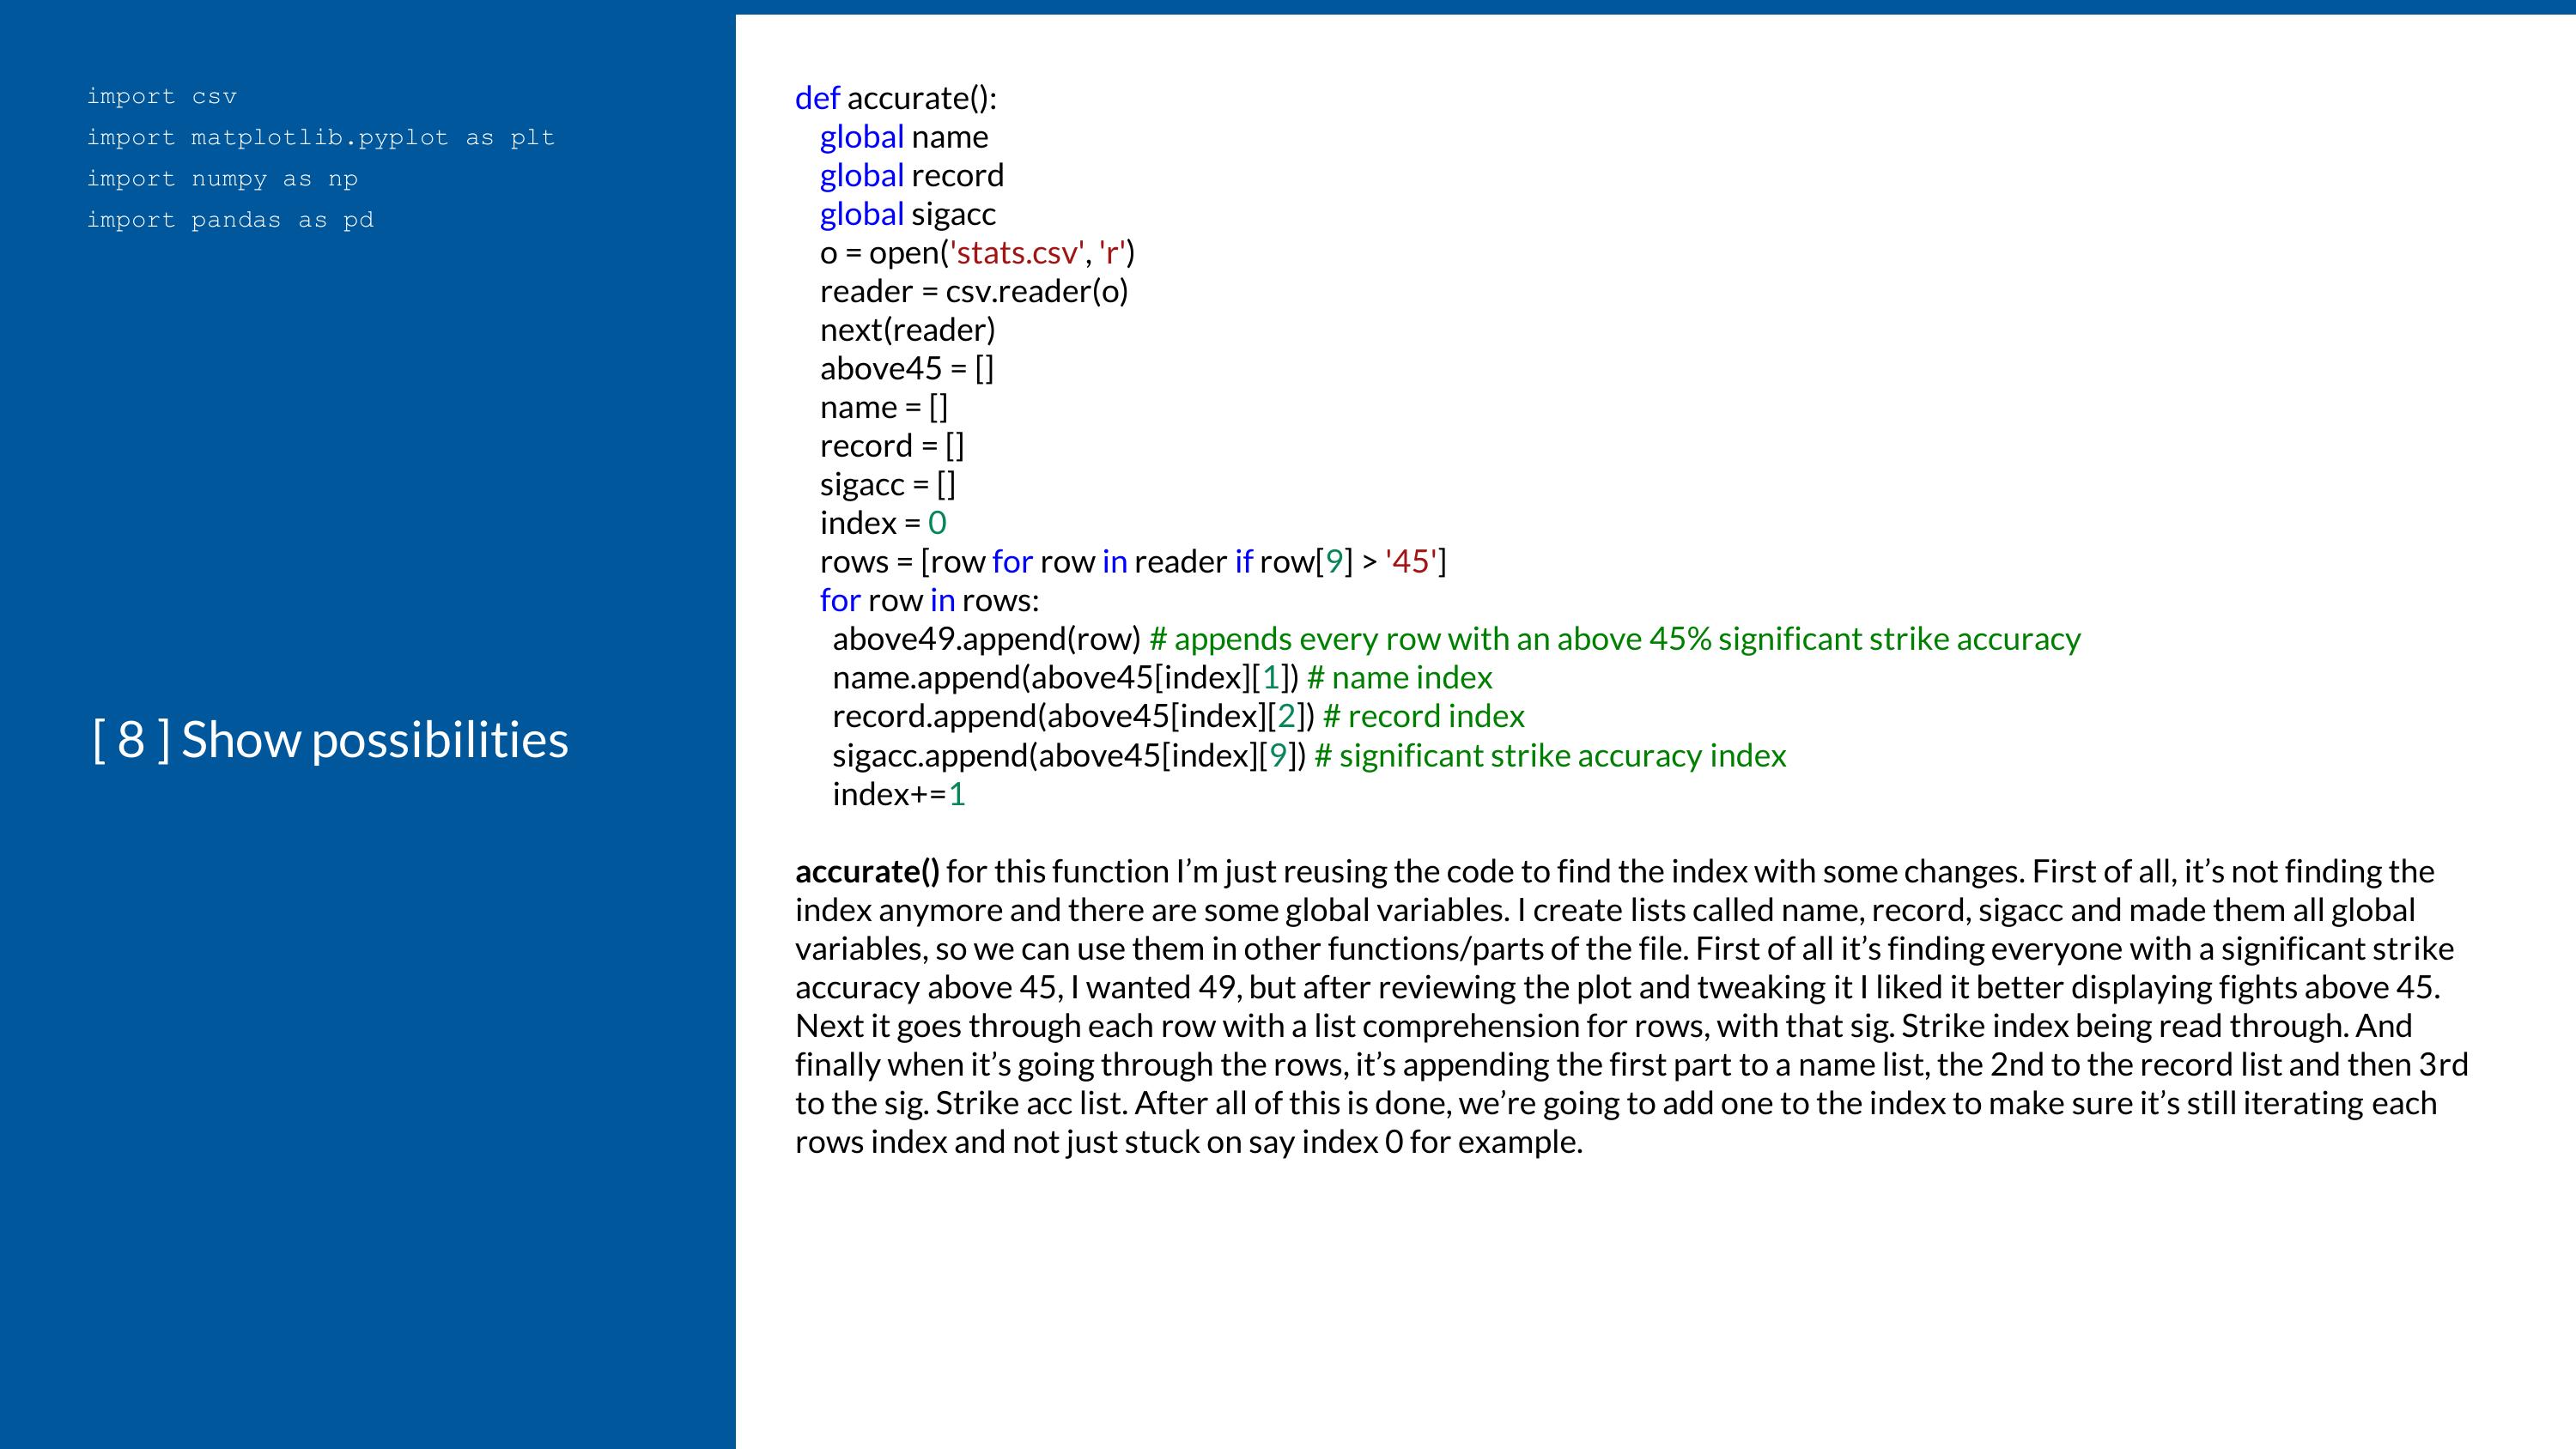 import csv
import matplotlib.pyplot as plt
import numpy as np
import pandas as pd
[ 8 ] Show possibilities
def accurate():
global name
global record
global sigacc
o = open('stats.csv', 'r')
reader = csv.reader(o)
next(reader)
above45 = []
name = []
record = []
sigacc = []
index = 0
rows = [row for row in reader if row[9] > '45']
for row in rows:
above49.append(row) # appends every row with an above 45% significant strike accuracy
name.append(above45[index][1]) # name index
record.append(above45[index][2]) # record index
sigacc.append(above45[index][9]) # significant strike accuracy index
index+=1
accurate() for this function I’m just reusing the code to find the index with some changes. First of all, it’s not finding the
index anymore and there are some global variables. I create lists called name, record, sigacc and made them all global
variables, so we can use them in other functions/parts of the file. First of all it’s finding everyone with a significant strike
accuracy above 45, I wanted 49, but after reviewing the plot and tweaking it I liked it better displaying fights above 45.
Next it goes through each row with a list comprehension for rows, with that sig. Strike index being read through. And
finally when it’s going through the rows, it’s appending the first part to a name list, the 2nd to the record list and then 3rd
to the sig. Strike acc list. After all of this is done, we’re going to add one to the index to make sure it’s still iterating each
rows index and not just stuck on say index 0 for example.